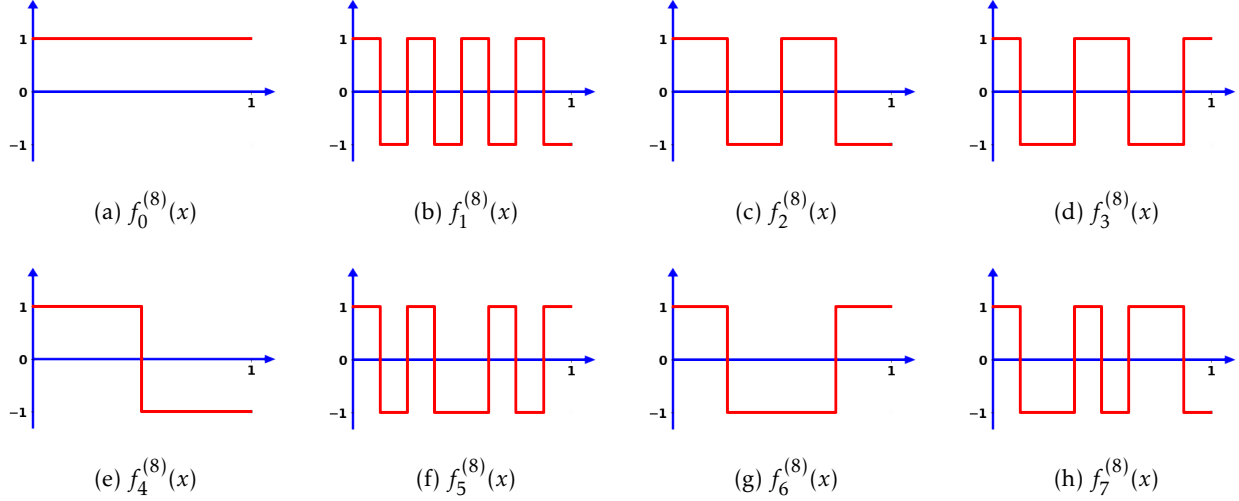 1 1 1 1
0 0 0 0
1 1 1 1
−1 −1 −1 −1
(a) f_0^{(8)}(x) (b) f_1^{(8)}(x) (c) f_2^{(8)}(x) (d) f_3^{(8)}(x)
1 1 1 1
0 0 0 0
1 1 1 1
−1 −1 −1 −1
(e) f_4^{(8)}(x) (f) f_5^{(8)}(x) (g) f_6^{(8)}(x) (h) f_7^{(8)}(x)